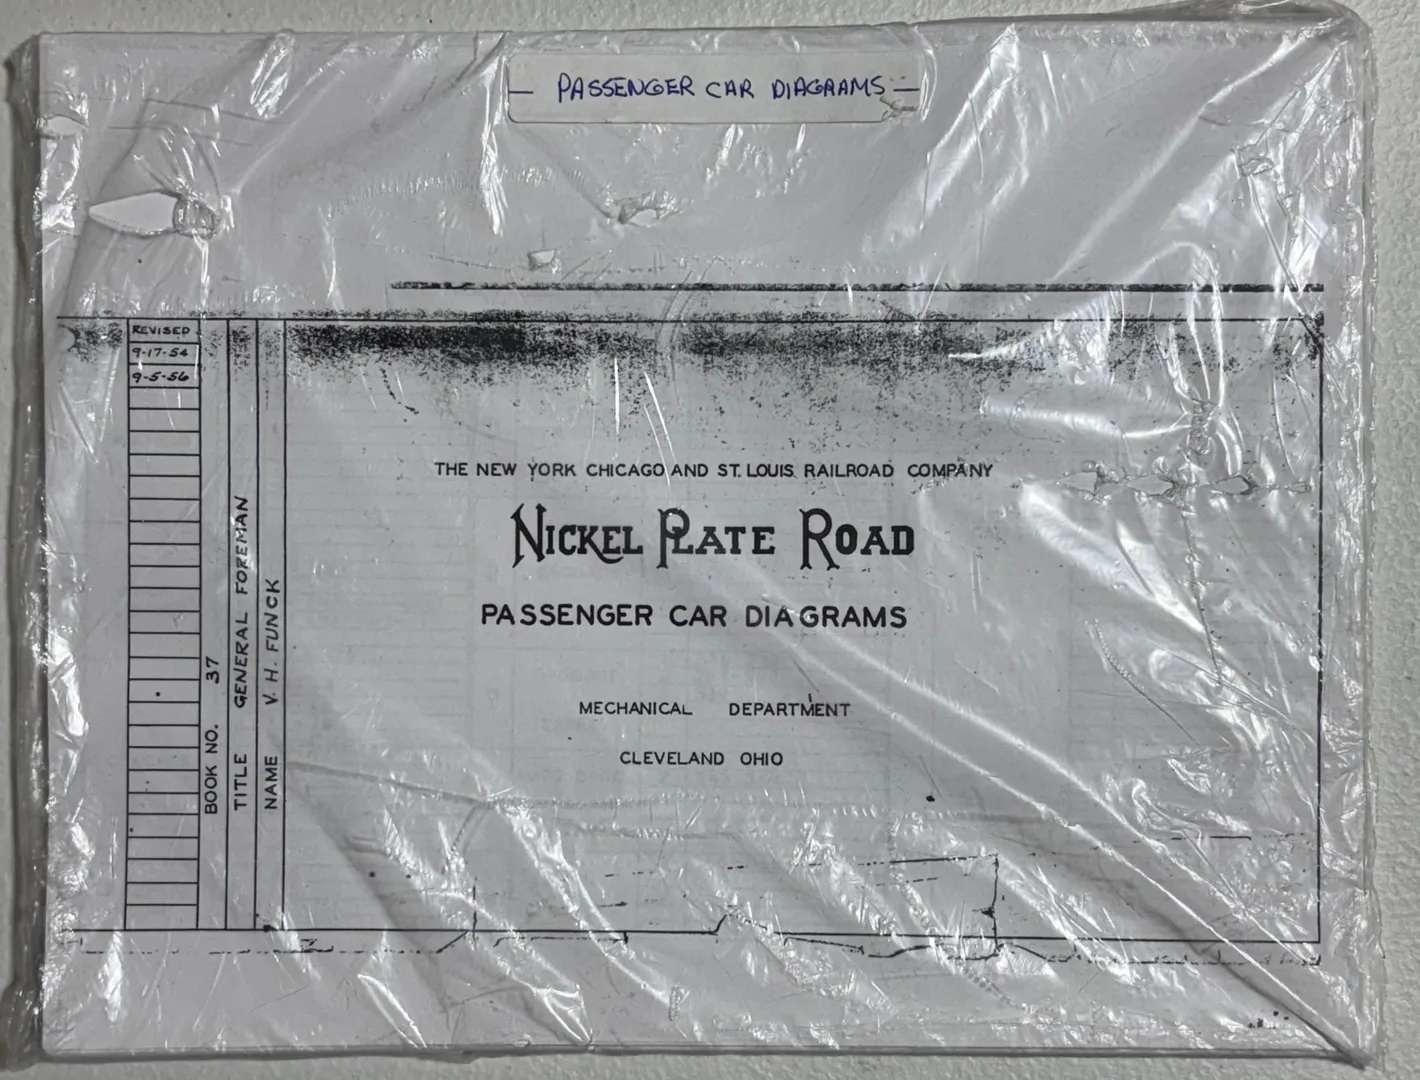 — PASSENGER CAR DIAGRAMS —
REVISED
9-17-54
9-5-56
BOOK NO. 37
TITLE GENERAL FOREMAN
NAME V. H. FUNCK
THE NEW YORK CHICAGO AND ST. LOUIS RAILROAD COMPANY
NICKEL PLATE ROAD
PASSENGER CAR DIAGRAMS
MECHANICAL DEPARTMENT
CLEVELAND OHIO